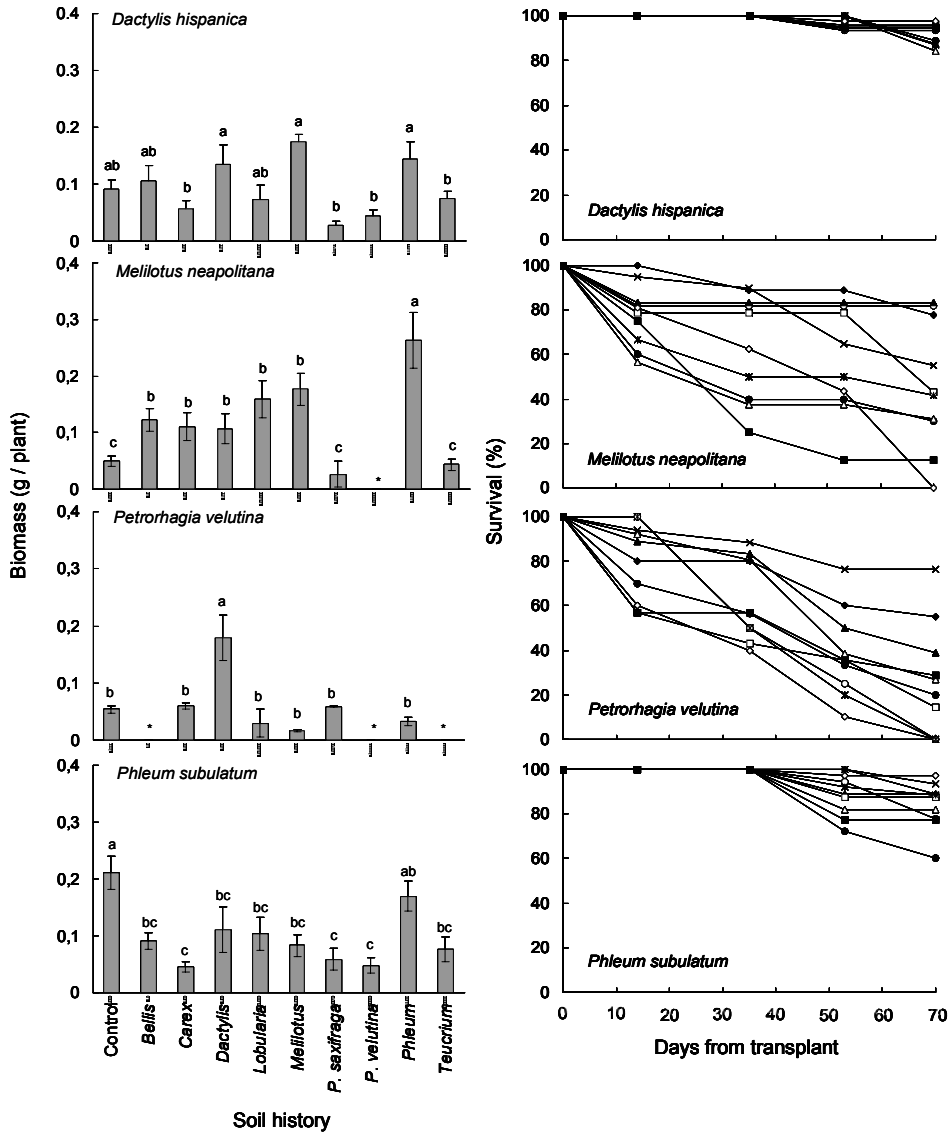 Dactylis hispanica
0,4
0,3
0,2
0,1
0
ab ab b a ab a b b a b
Melilotus neapolitana
0,4
0,3
0,2
0,1
0
c b b b b b c * a c
Petrorhagia velutina
0,4
0,3
0,2
0,1
0
b * b a b b b * b *
Phleum subulatum
0,4
0,3
0,2
0,1
0
a bc c bc bc bc c c ab bc
Biomass (g / plant)
Control
Bellis
Carex
Dactylis
Lobularia
Melilotus
P. saxifraga
P. velutina
Phleum
Teucrium
Soil history
100
80
60
40
20
0
Dactylis hispanica
100
80
60
40
20
0
Melilotus neapolitana
100
80
60
40
20
0
Petrorhagia velutina
100
80
60
40
20
0
Phleum subulatum
Survival (%)
0 10 20 30 40 50 60 70
Days from transplant